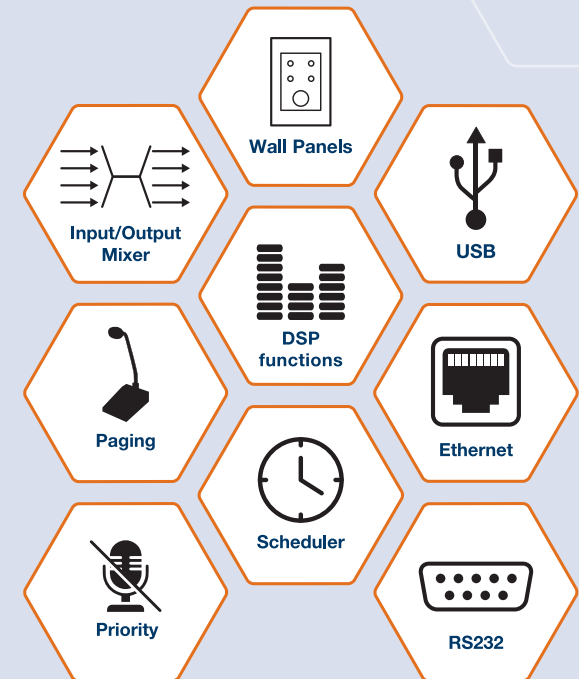 Wall Panels
Input/Output
Mixer
USB
DSP
functions
Paging
Ethernet
Scheduler
Priority
RS232